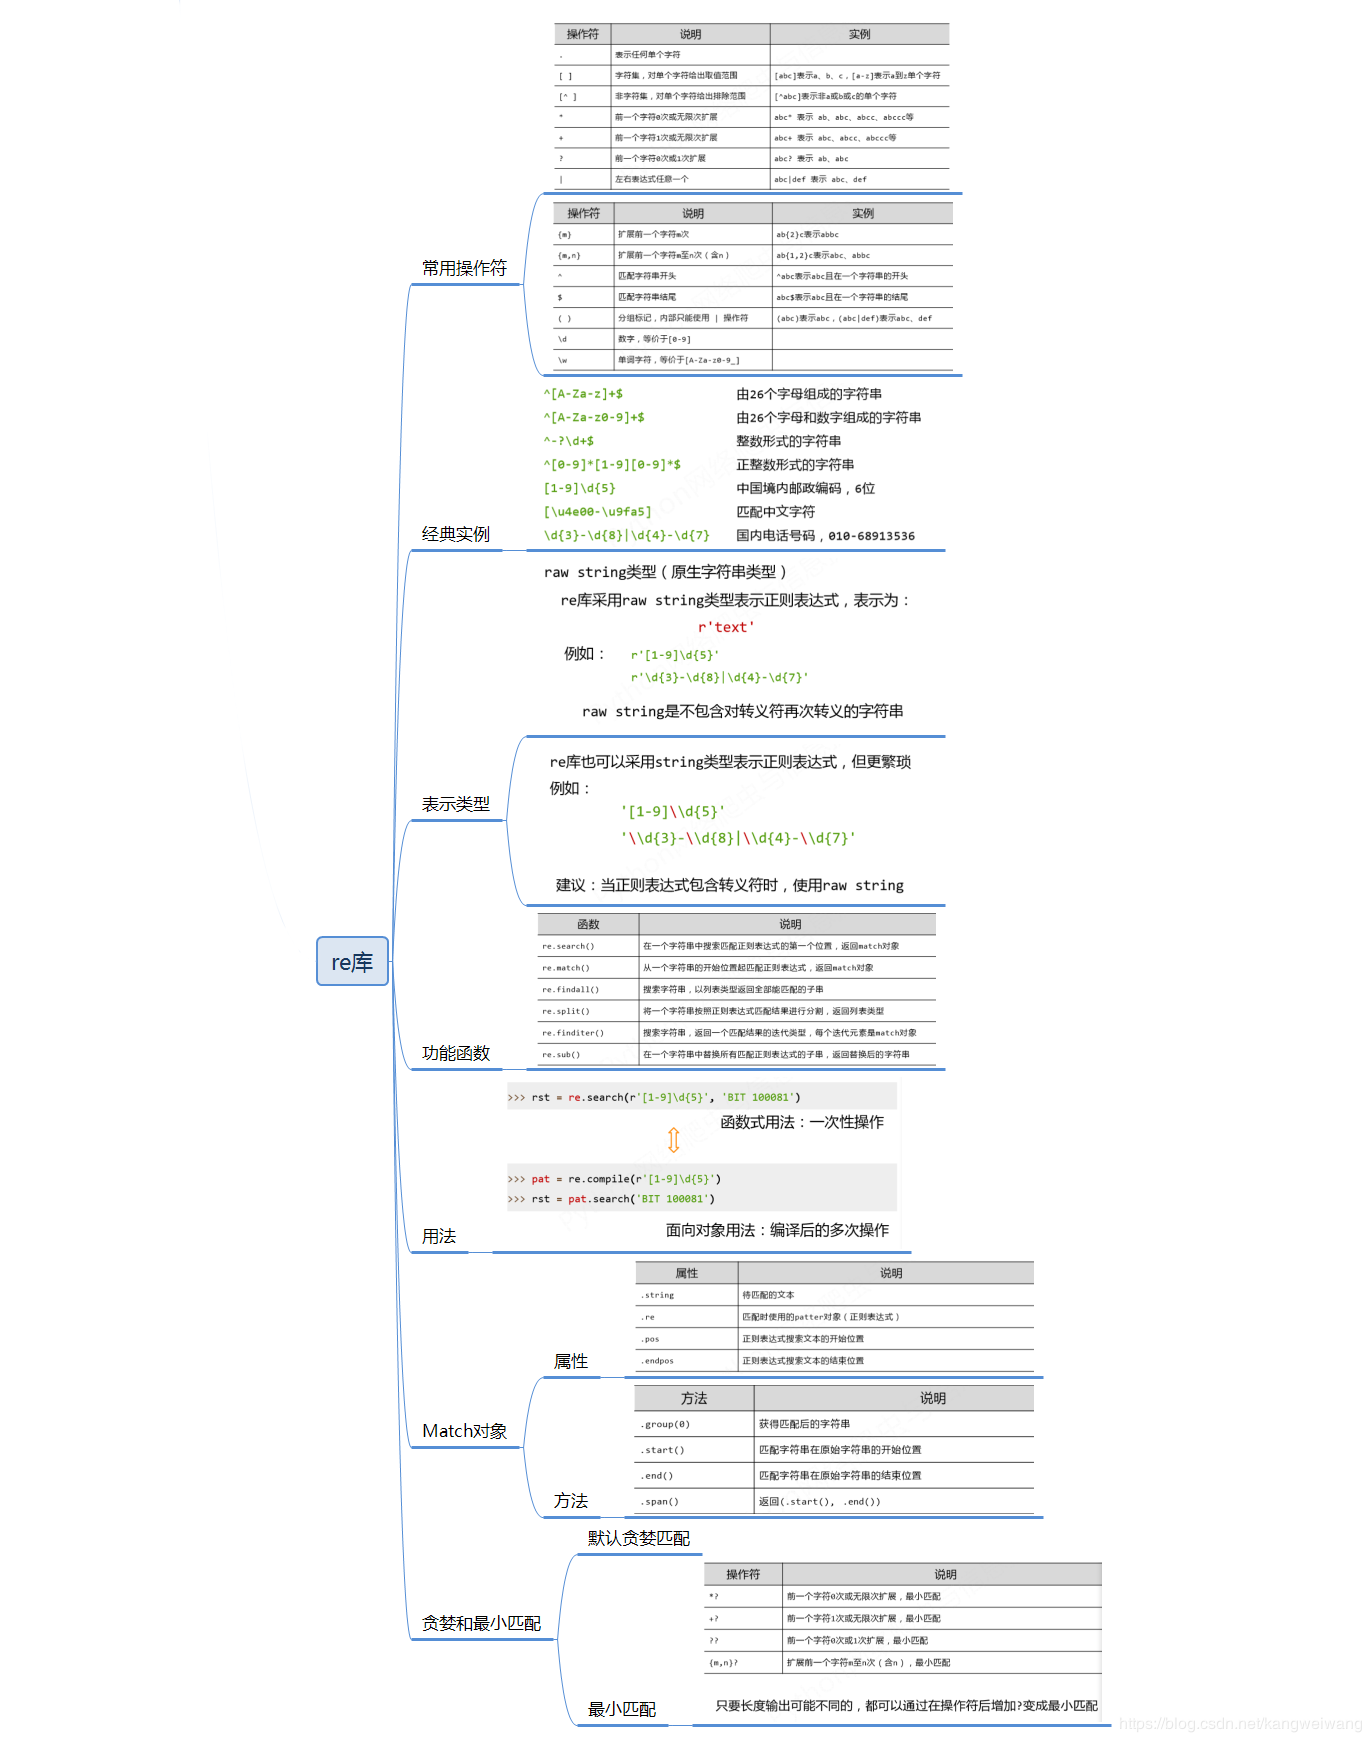 操作符 说明 实例
. 表示任何单个字符
[ ] 字符集，对单个字符给出取值范围 [abc]表示a、b、c，[a-z]表示a到z单个字符
[^ ] 非字符集，对单个字符给出排除范围 [^abc]表示非a或b或c的单个字符
* 前一个字符0次或无限次扩展 abc* 表示 ab、abc、abcc、abccc等
+ 前一个字符1次或无限次扩展 abc+ 表示 abc、abcc、abccc等
? 前一个字符0次或1次扩展 abc? 表示 ab、abc
| 左右表达式任意一个 abc|def 表示 abc、def
操作符 说明 实例
{m} 扩展前一个字符m次 ab{2}c表示abbc
{m,n} 扩展前一个字符m至n次（含n） ab{1,2}c表示abc、abbc
^ 匹配字符串开头 ^abc表示abc且在一个字符串的开头
$ 匹配字符串结尾 abc$表示abc且在一个字符串的结尾
( ) 分组标记，内部只能使用 | 操作符 (abc)表示abc，(abc|def)表示abc、def
\d 数字，等价于[0-9]
\w 单词字符，等价于[A-Za-z0-9_]
常用操作符
^[A-Za-z]+$ 由26个字母组成的字符串
^[A-Za-z0-9]+$ 由26个字母和数字组成的字符串
^-?\d+$ 整数形式的字符串
^[0-9]*[1-9][0-9]*$ 正整数形式的字符串
[1-9]\d{5} 中国境内邮政编码，6位
[\u4e00-\u9fa5] 匹配中文字符
\d{3}-\d{8}|\d{4}-\d{7} 国内电话号码，010-68913536
经典实例
raw string类型（原生字符串类型）
re库采用raw string类型表示正则表达式，表示为：
r'text'
例如： r'[1-9]\d{5}'
r'\d{3}-\d{8}|\d{4}-\d{7}'
raw string是不包含对转义符再次转义的字符串
re库也可以采用string类型表示正则表达式，但更繁琐
例如：
'[1-9]\\d{5}'
'\\d{3}-\\d{8}|\\d{4}-\\d{7}'
建议：当正则表达式包含转义符时，使用raw string
表示类型
re库
函数 说明
re.search() 在一个字符串中搜索匹配正则表达式的第一个位置，返回match对象
re.match() 从一个字符串的开始位置起匹配正则表达式，返回match对象
re.findall() 搜索字符串，以列表类型返回全部能匹配的子串
re.split() 将一个字符串按照正则表达式匹配结果进行分割，返回列表类型
re.finditer() 搜索字符串，返回一个匹配结果的迭代类型，每个迭代元素是match对象
re.sub() 在一个字符串中替换所有匹配正则表达式的子串，返回替换后的字符串
功能函数
>>> rst = re.search(r'[1-9]\d{5}', 'BIT 100081')
函数式用法：一次性操作
>>> pat = re.compile(r'[1-9]\d{5}')
>>> rst = pat.search('BIT 100081')
面向对象用法：编译后的多次操作
用法
属性 说明
.string 待匹配的文本
.re 匹配时使用的patter对象（正则表达式）
.pos 正则表达式搜索文本的开始位置
.endpos 正则表达式搜索文本的结束位置
属性
方法 说明
.group(0) 获得匹配后的字符串
.start() 匹配字符串在原始字符串的开始位置
.end() 匹配字符串在原始字符串的结束位置
.span() 返回(.start(), .end())
Match对象
方法
默认贪婪匹配
操作符 说明
*? 前一个字符0次或无限次扩展，最小匹配
+? 前一个字符1次或无限次扩展，最小匹配
?? 前一个字符0次或1次扩展，最小匹配
{m,n}? 扩展前一个字符m至n次（含n），最小匹配
只要长度输出可能不同的，都可以通过在操作符后增加?变成最小匹配
贪婪和最小匹配
最小匹配
https://blog.csdn.net/kangweiwang